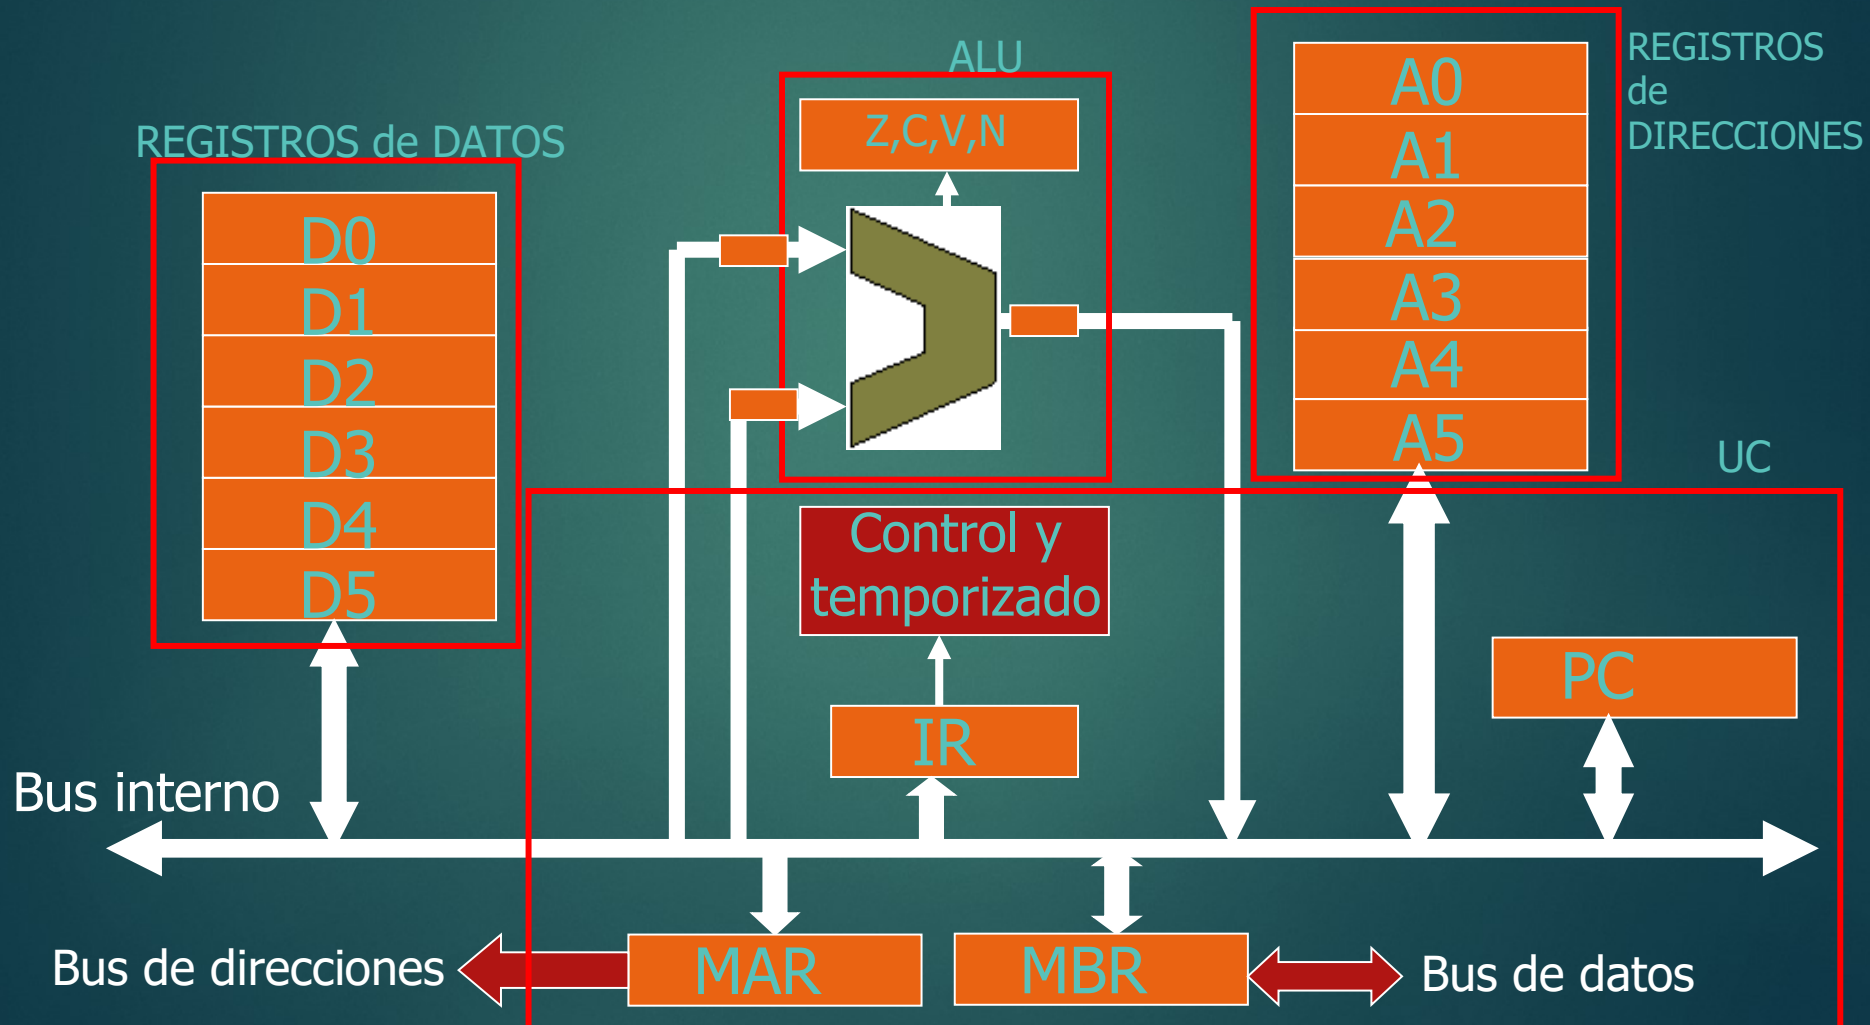 ALU
REGISTROS
de
DIRECCIONES
REGISTROS de DATOS
Z,C,V,N
A0
A1
A2
A3
A4
A5
D0
D1
D2
D3
D4
D5
UC
Control y
temporizado
PC
IR
Bus interno
Bus de direcciones
MAR
MBR
Bus de datos